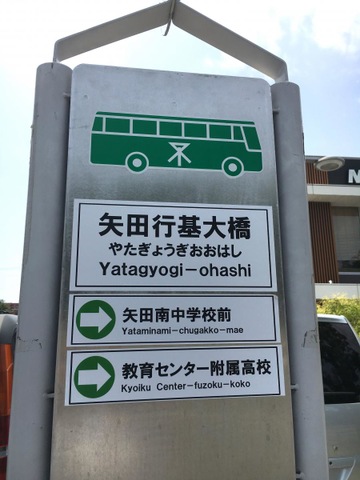 矢田行基大橋
やたぎょうぎおおはし
Yatagyogi-ohashi
矢田南中学校前
Yataminami-chugakko-mae
教育センター附属高校
Kyoiku Center-fuzoku-koko